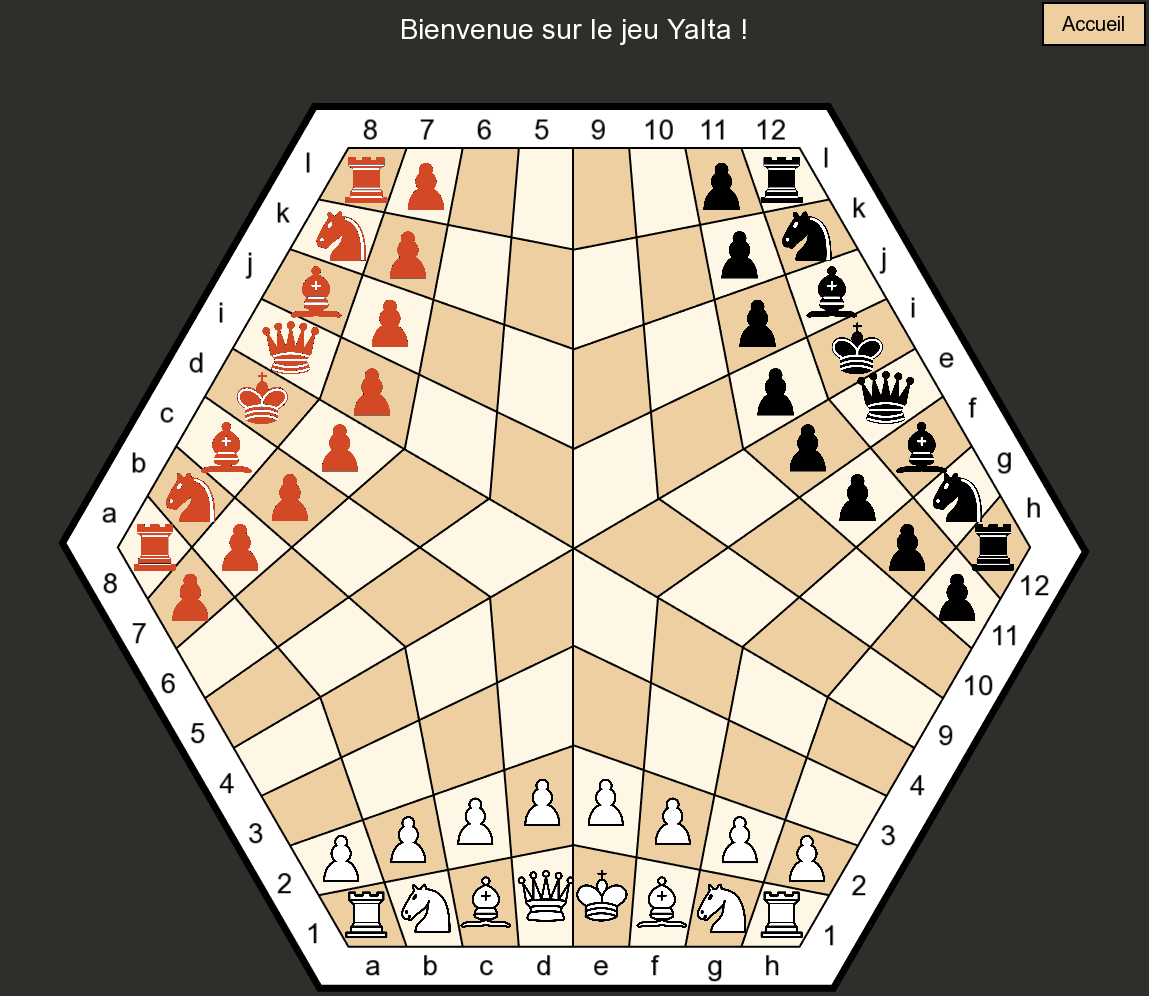 Bienvenue sur le jeu Yalta !
Accueil
8 7 6 5 9 10 11 12
l l
k k
j j
i i
d e
c f
b g
a h
8 12
7 11
6 10
5 9
4 4
3 3
2 2
1 1
a b c d e f g h